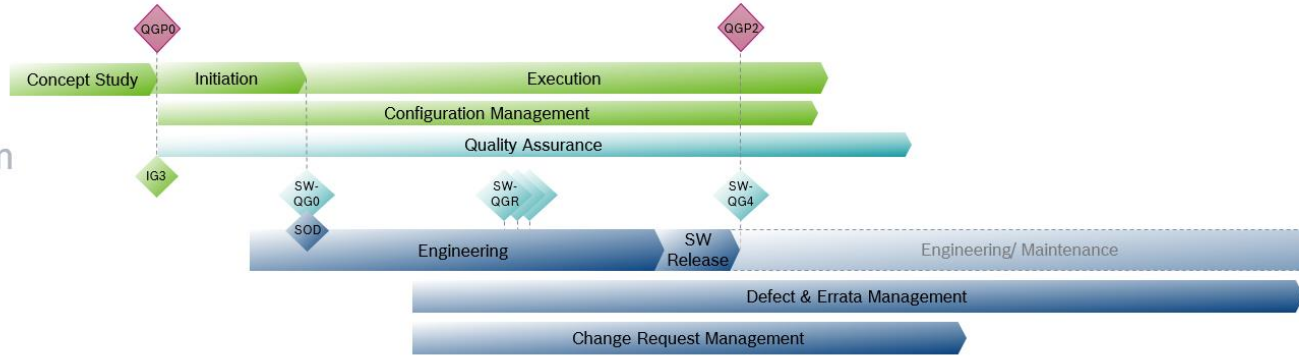 QGP0
QGP2
Concept Study
Initiation
Execution
Configuration Management
Quality Assurance
IG3
SW-
QG0
SW-
QGR
SW-
QG4
SOD
Engineering
SW
Release
Engineering/ Maintenance
Defect & Errata Management
Change Request Management